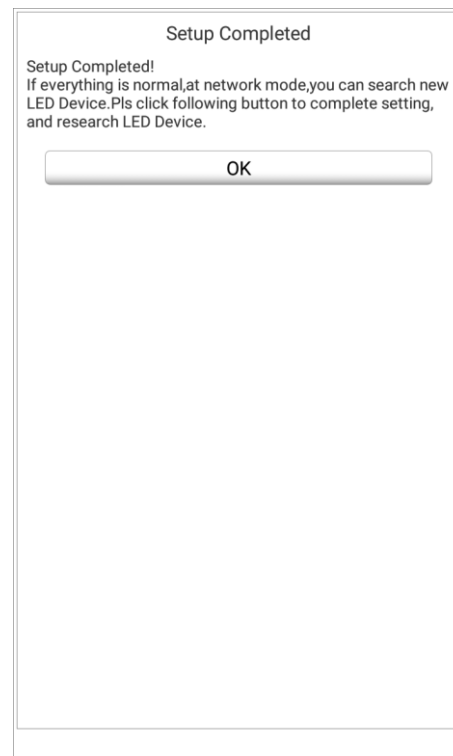 Setup Completed
Setup Completed!
If everything is normal,at network mode,you can search new
LED Device.Pls click following button to complete setting,
and research LED Device.
OK